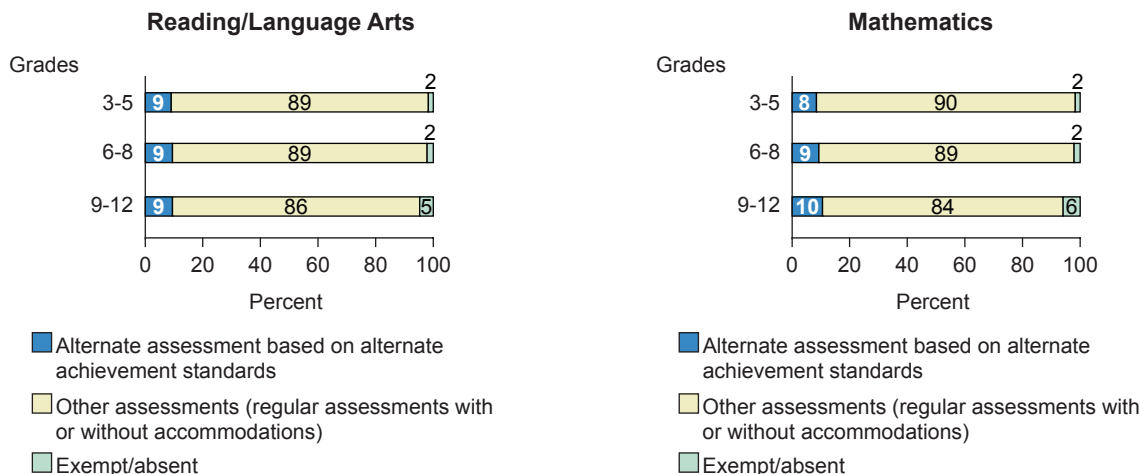 Reading/Language Arts
Grades
2
3-5
9
89
2
6-8
9
89
9-12
9
86
5
0 20 40 60 80 100
Percent
Alternate assessment based on alternate
achievement standards
Other assessments (regular assessments with
or without accommodations)
Exempt/absent
Mathematics
Grades
2
3-5
8
90
2
6-8
9
89
9-12
10
84
6
0 20 40 60 80 100
Percent
Alternate assessment based on alternate
achievement standards
Other assessments (regular assessments with
or without accommodations)
Exempt/absent